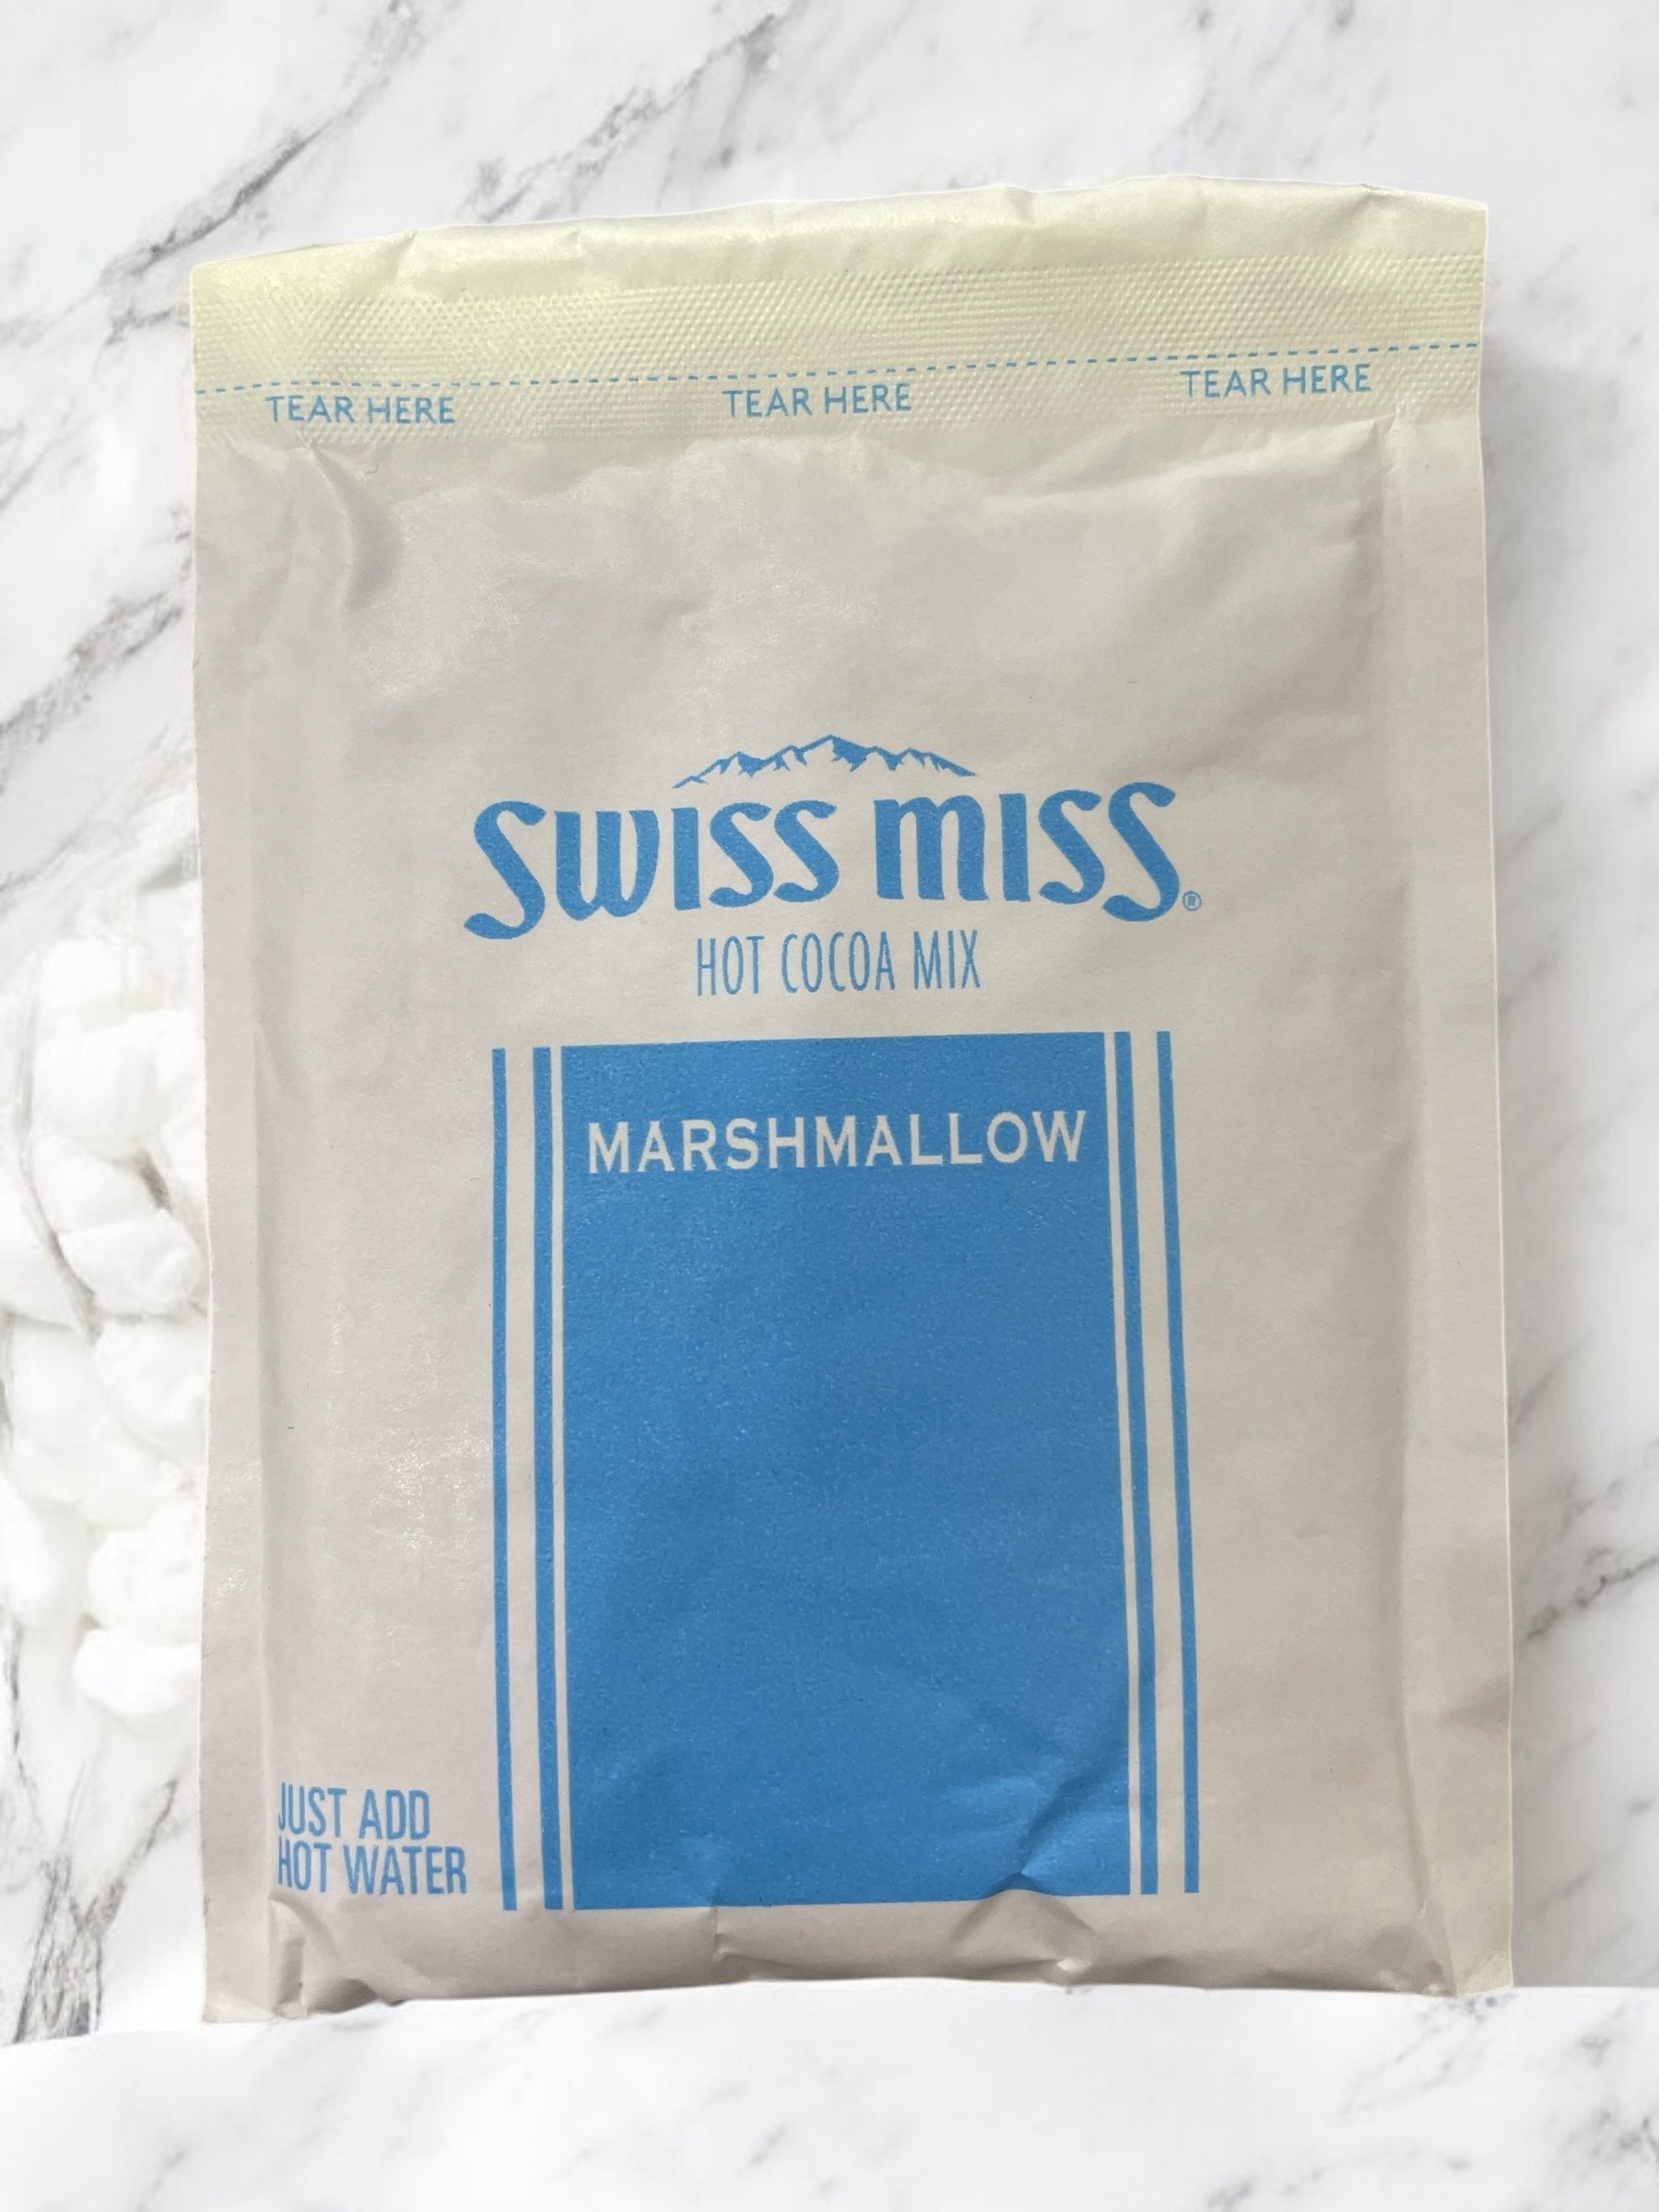 TEAR HERE TEAR HERE TEAR HERE
SWISS MISS®
HOT COCOA MIX
MARSHMALLOW
JUST ADD
HOT WATER